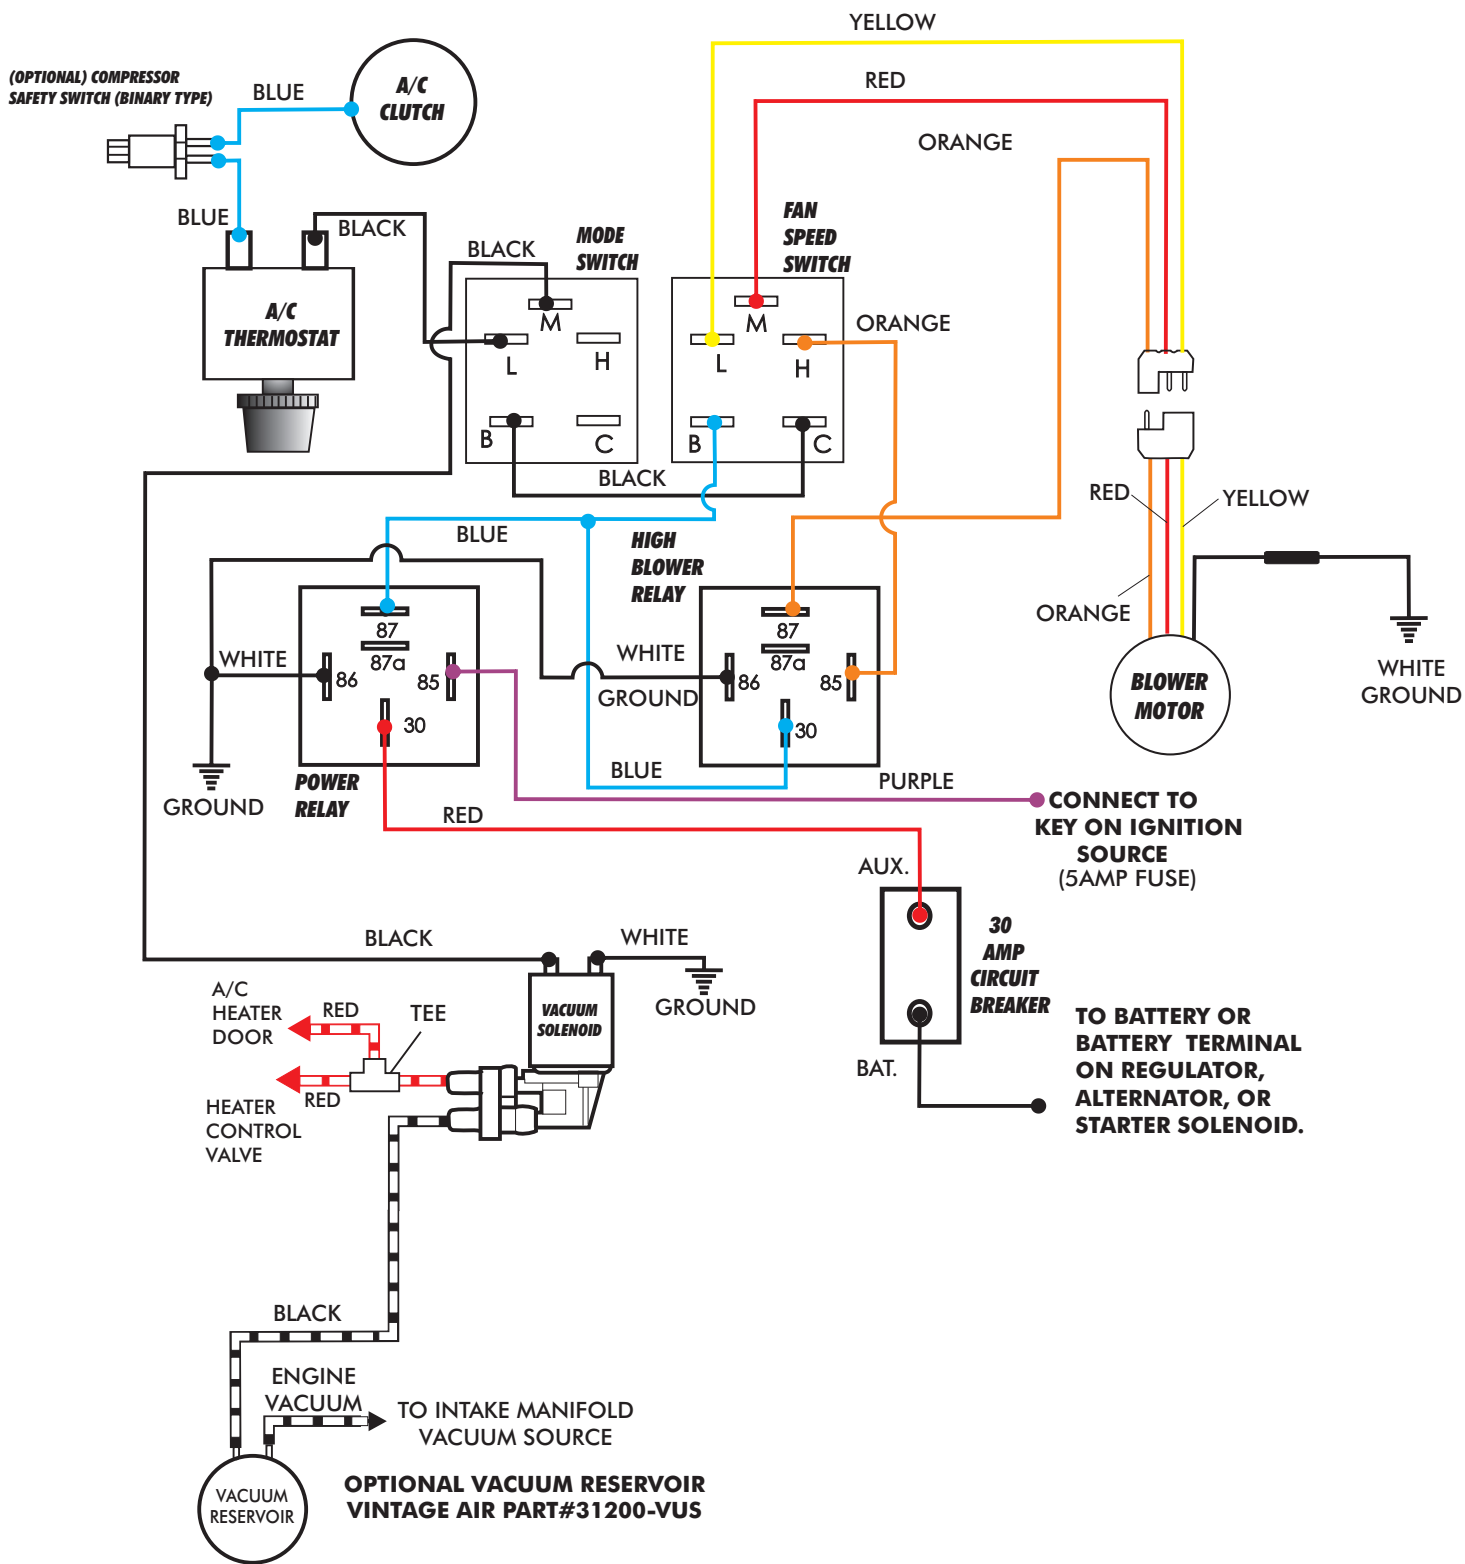 YELLOW
(OPTIONAL) COMPRESSOR
SAFETY SWITCH (BINARY TYPE)
BLUE
A/C
CLUTCH
RED
ORANGE
BLUE
BLACK
BLACK
MODE
SWITCH
FAN
SPEED
SWITCH
A/C
THERMOSTAT
M
L
H
B
C
M
L
H
B
C
ORANGE
BLACK
RED
YELLOW
BLUE
HIGH
BLOWER
RELAY
ORANGE
WHITE
87
87a
86
85
30
WHITE
GROUND
87
87a
86
85
30
BLOWER
MOTOR
WHITE
GROUND
GROUND
POWER
RELAY
BLUE
PURPLE
RED
CONNECT TO
KEY ON IGNITION
SOURCE
(5AMP FUSE)
AUX.
30
AMP
CIRCUIT
BREAKER
BAT.
TO BATTERY OR
BATTERY TERMINAL
ON REGULATOR,
ALTERNATOR, OR
STARTER SOLENOID.
BLACK
WHITE
GROUND
VACUUM
SOLENOID
A/C
HEATER
DOOR
RED
TEE
RED
HEATER
CONTROL
VALVE
BLACK
ENGINE
VACUUM
TO INTAKE MANIFOLD
VACUUM SOURCE
VACUUM
RESERVOIR
OPTIONAL VACUUM RESERVOIR
VINTAGE AIR PART#31200-VUS